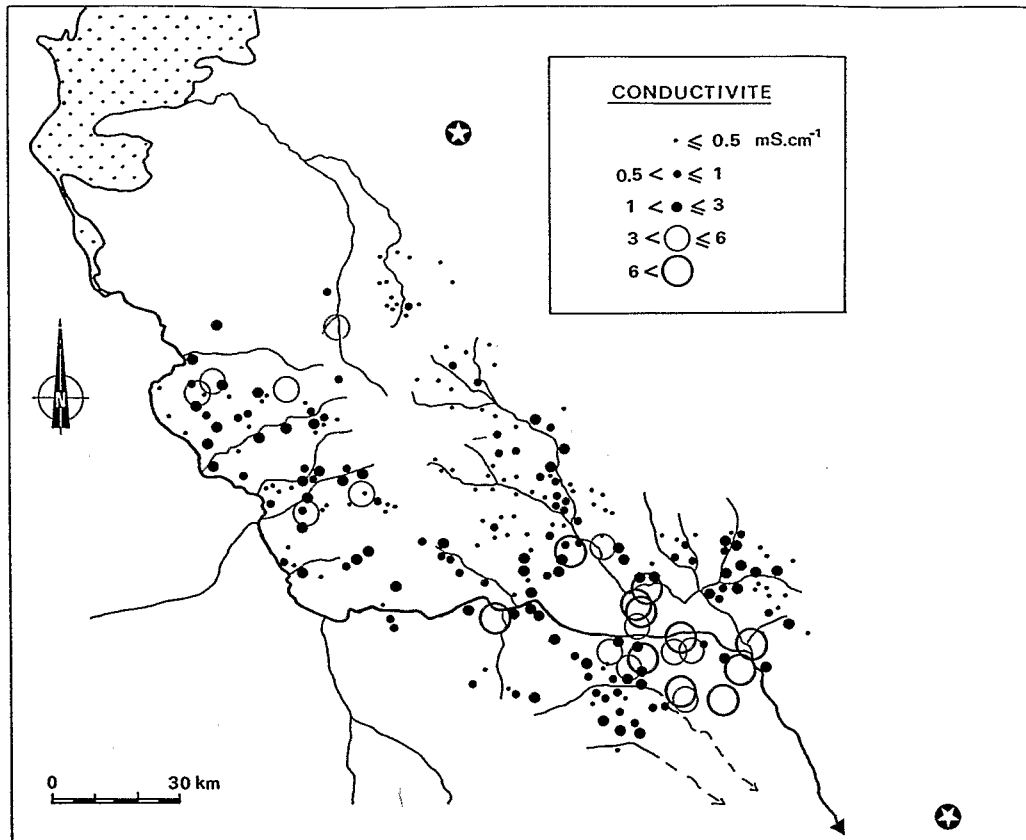 CONDUCTIVITE
· ⩽ 0.5 mS.cm⁻¹
0.5 < • ⩽ 1
1 < ● ⩽ 3
3 < ◯ ⩽ 6
6 < ◯
N
0 30 km